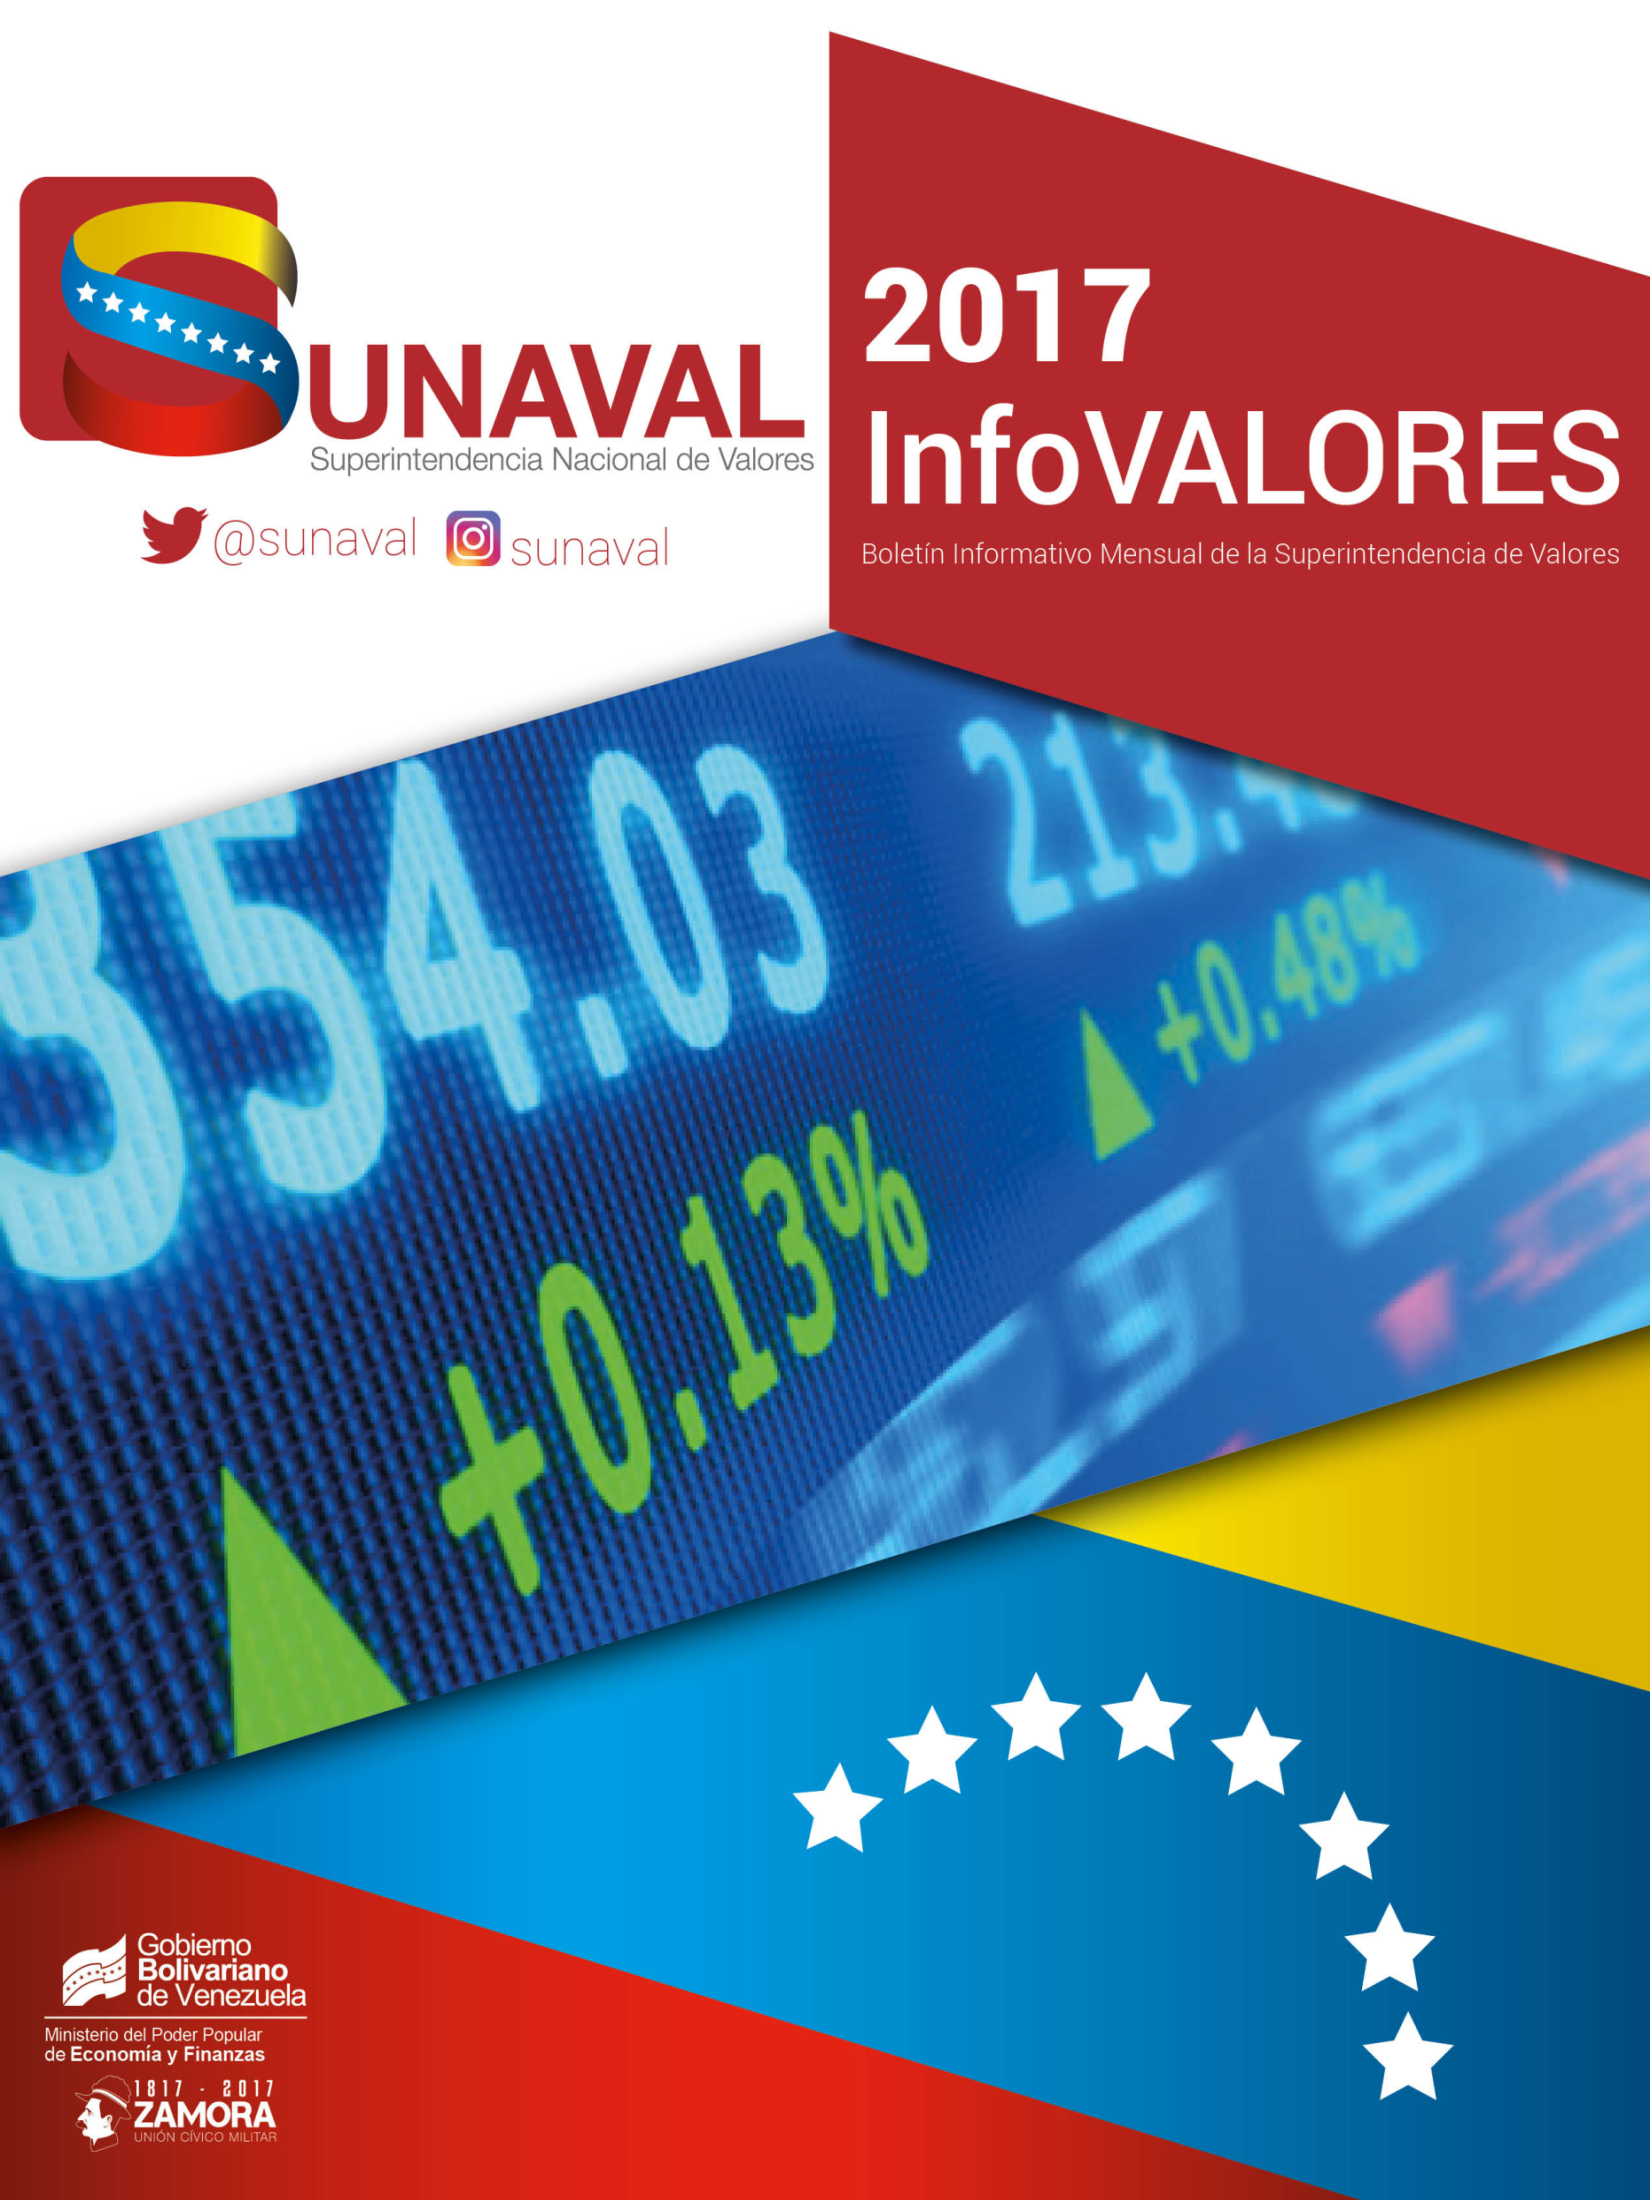 SUNAVAL
Superintendencia Nacional de Valores
@sunaval sunaval
2017
InfoVALORES
Boletín Informativo Mensual de la Superintendencia de Valores
354.03
+0.13%
+0.48%
Gobierno
Bolivariano
de Venezuela
Ministerio del Poder Popular
de Economía y Finanzas
1817 - 2017
ZAMORA
UNIÓN CÍVICO MILITAR